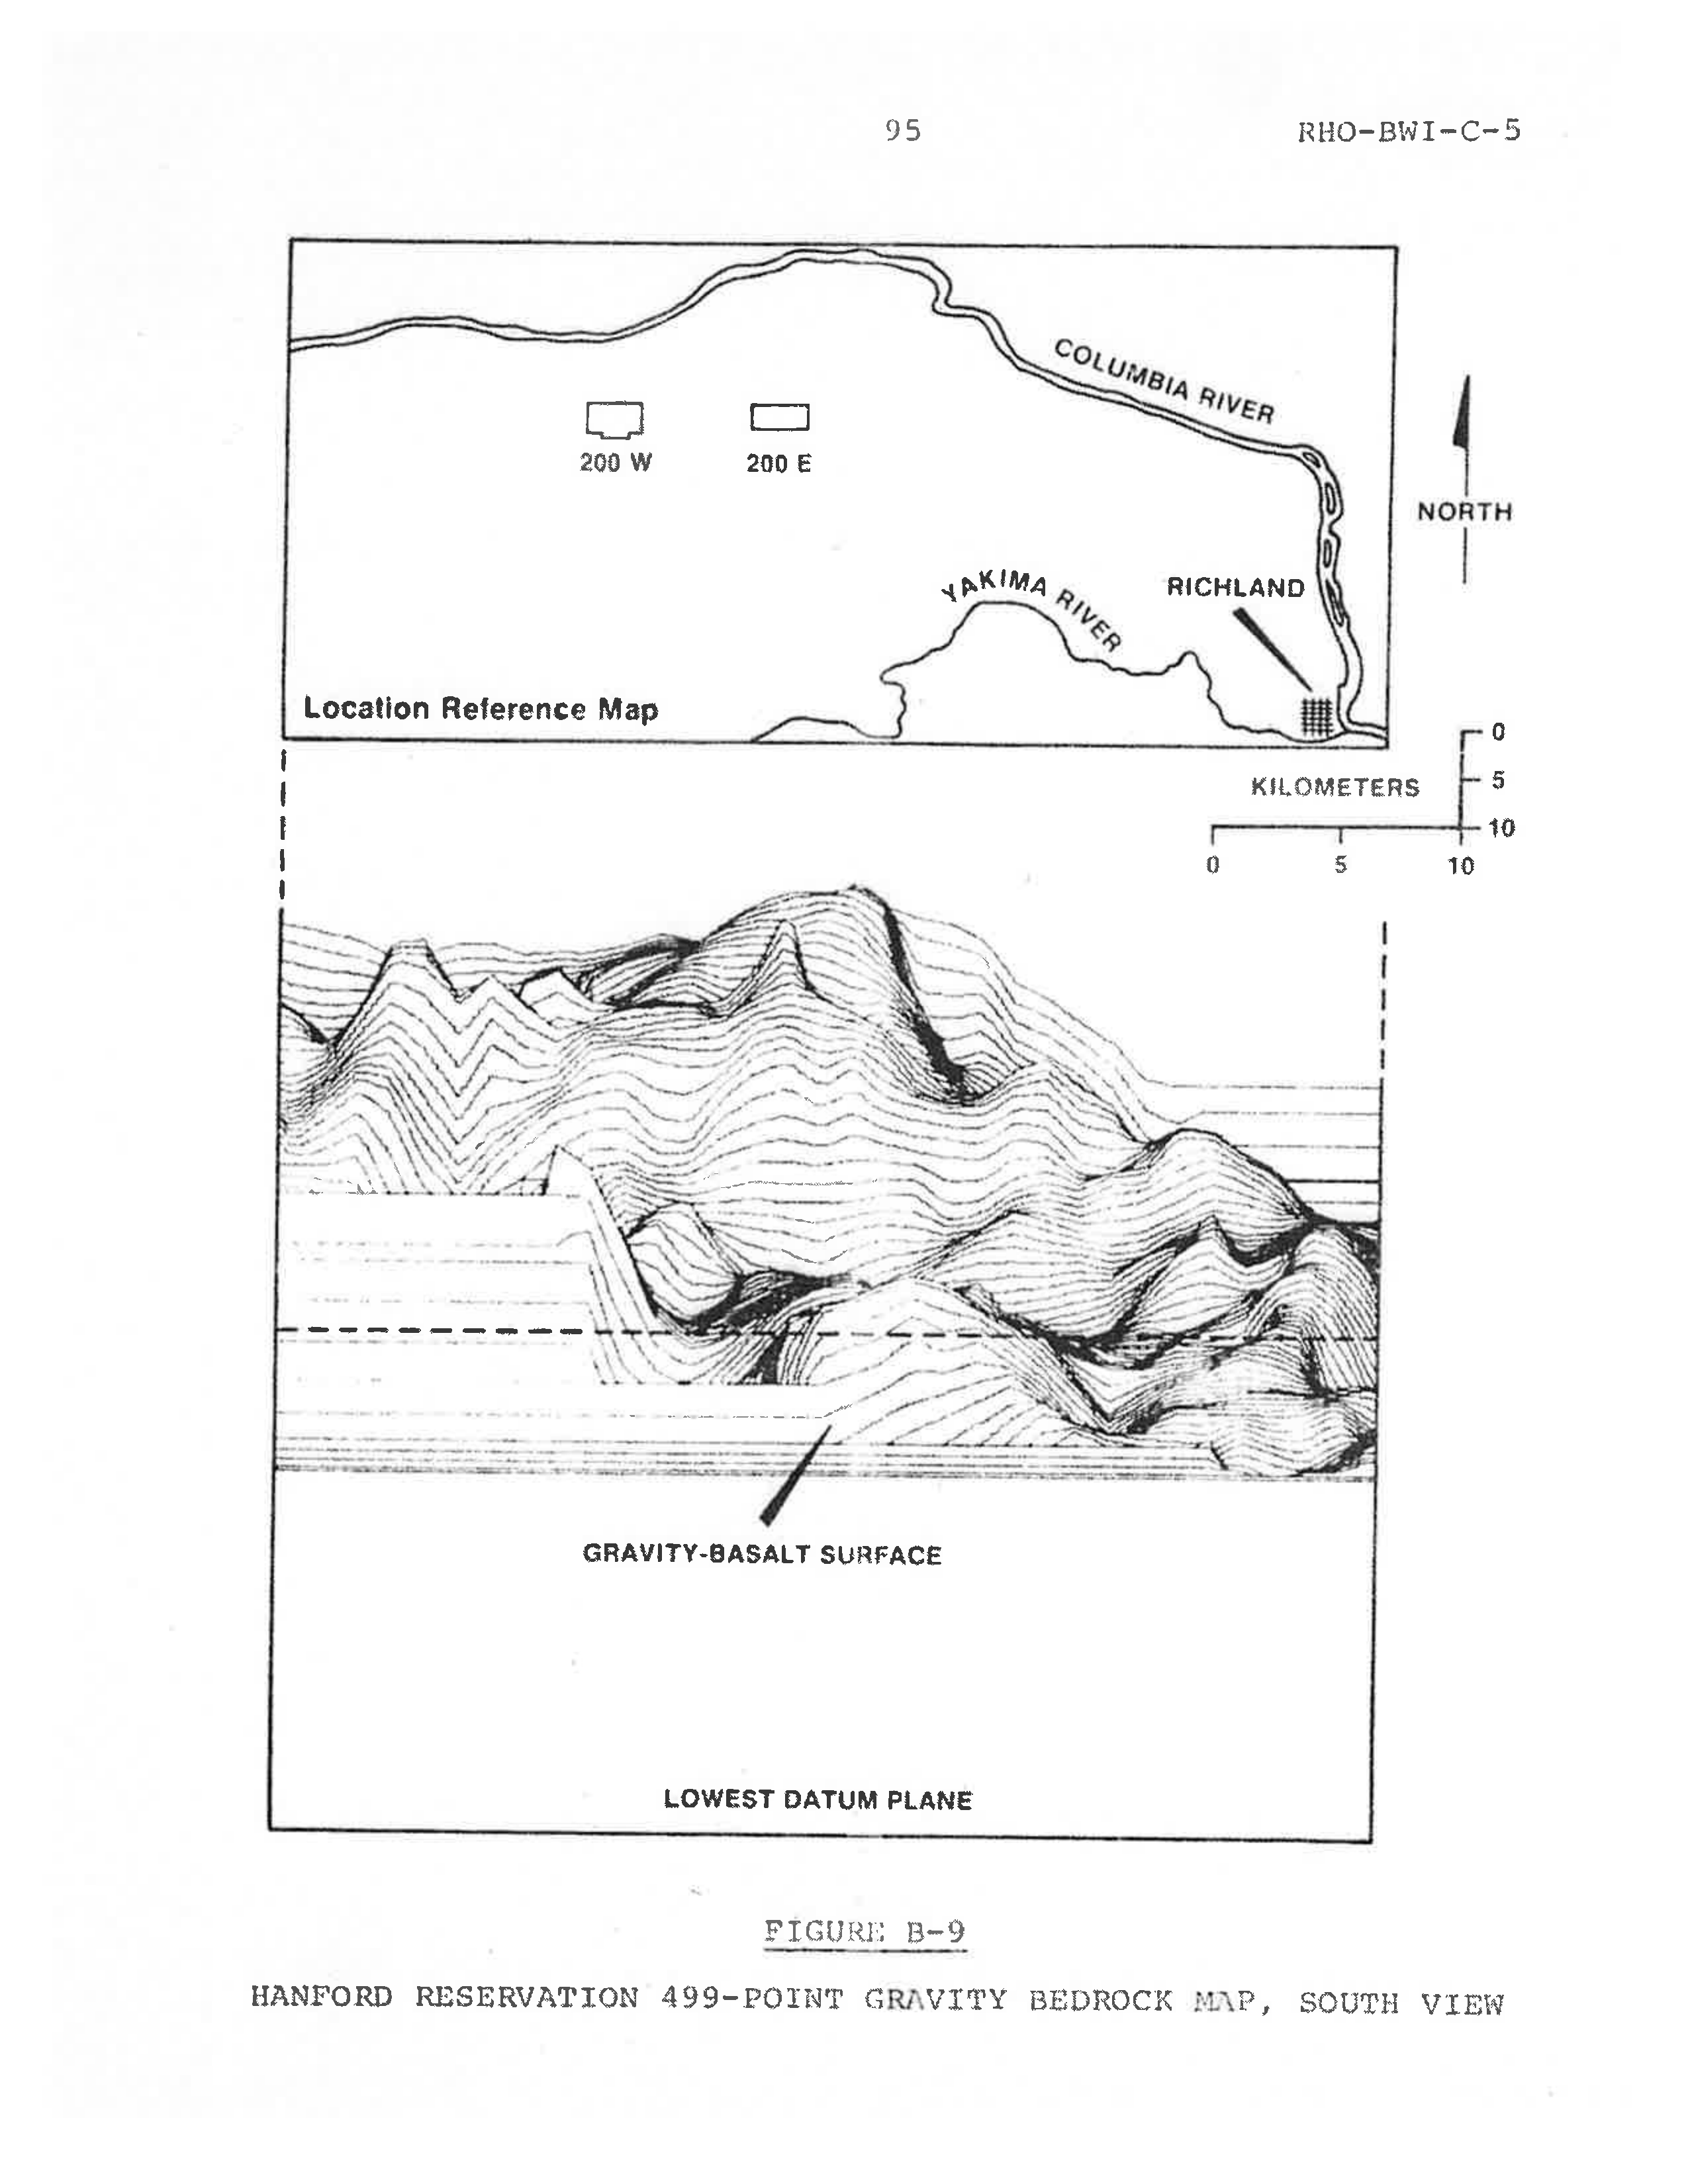 95
RHO-BWI-C-5
COLUMBIA RIVER
200 W
200 E
NORTH
YAKIMA RIVER
RICHLAND
Location Reference Map
0
KILOMETERS
5
10
0 5 10
GRAVITY-BASALT SURFACE
LOWEST DATUM PLANE
FIGURE B-9
HANFORD RESERVATION 499-POINT GRAVITY BEDROCK MAP, SOUTH VIEW